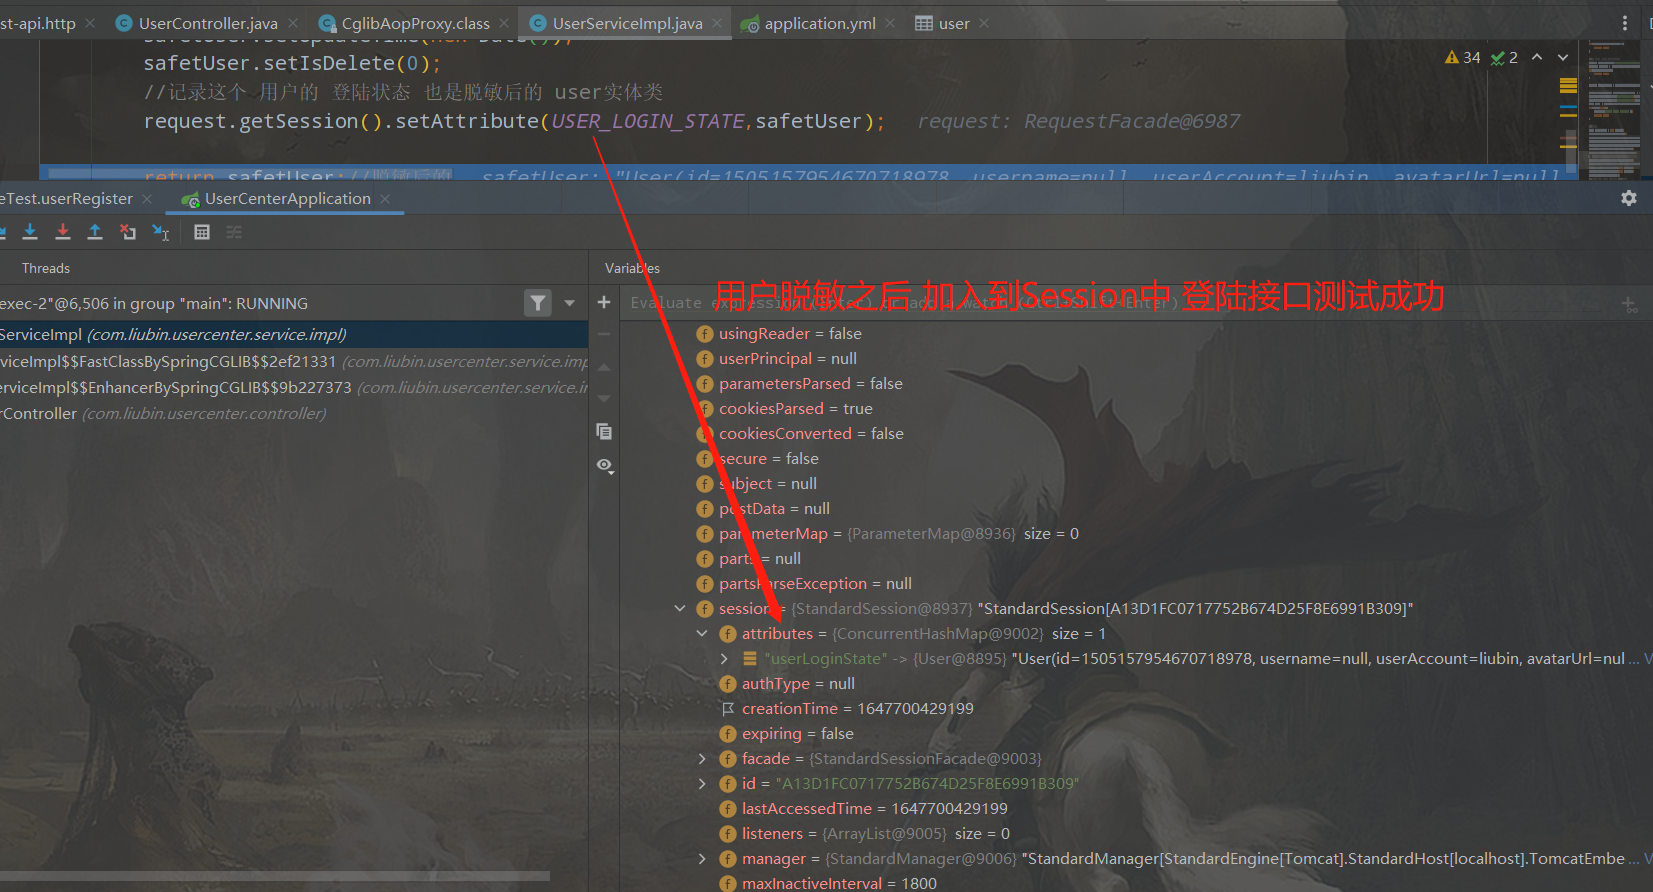 st-api.http UserController.java CglibAopProxy.class UserServiceImpl.java application.yml user
safetUser.setUpdateTime(new Date());
safetUser.setIsDelete(0); 34 2
//记录这个 用户的 登陆状态 也是脱敏后的 user实体类
request.getSession().setAttribute(USER_LOGIN_STATE,safetUser); request: RequestFacade@6987
return safetUser;//脱敏后的 safetUser: "User(id=1505157954670718978, username=null, userAccount=liubin, avatarUrl=null
eTest.userRegister UserCenterApplication
Threads
Variables
exec-2"@6,506 in group "main": RUNNING
Evaluate expression (Enter) or add a watch (Ctrl+Shift+Enter)
用户脱敏之后 加入到Session中 登陆接口测试成功
ServiceImpl (com.liubin.usercenter.service.impl)
viceImpl$$FastClassBySpringCGLIB$$2ef21331 (com.liubin.usercenter.service.imp
erviceImpl$$EnhancerBySpringCGLIB$$9b227373 (com.liubin.usercenter.service.i
rController (com.liubin.usercenter.controller)
usingReader = false
userPrincipal = null
parametersParsed = false
cookiesParsed = true
cookiesConverted = false
secure = false
subject = null
postData = null
parameterMap = {ParameterMap@8936} size = 0
parts = null
partsParseException = null
session = {StandardSession@8937} "StandardSession[A13D1FC0717752B674D25F8E6991B309]"
attributes = {ConcurrentHashMap@9002} size = 1
"userLoginState" -> {User@8895} "User(id=1505157954670718978, username=null, userAccount=liubin, avatarUrl=nul ... V
authType = null
creationTime = 1647700429199
expiring = false
facade = {StandardSessionFacade@9003}
id = "A13D1FC0717752B674D25F8E6991B309"
lastAccessedTime = 1647700429199
listeners = {ArrayList@9005} size = 0
manager = {StandardManager@9006} "StandardManager[StandardEngine[Tomcat].StandardHost[localhost].TomcatEmbe ... V
maxInactiveInterval = 1800